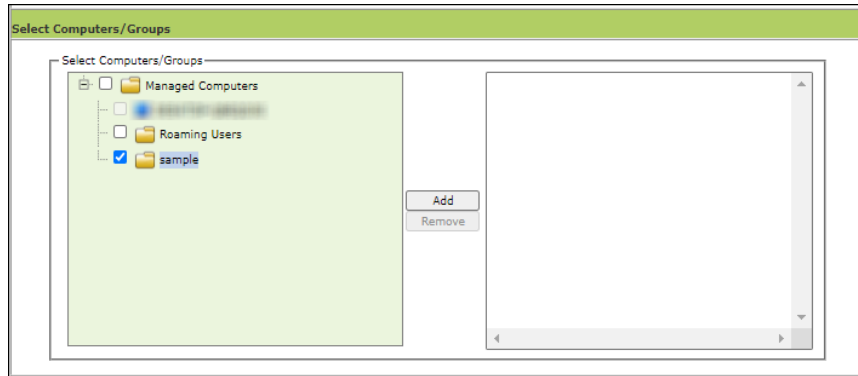 Select Computers/Groups
Select Computers/Groups
Managed Computers
Roaming Users
sample
Add
Remove